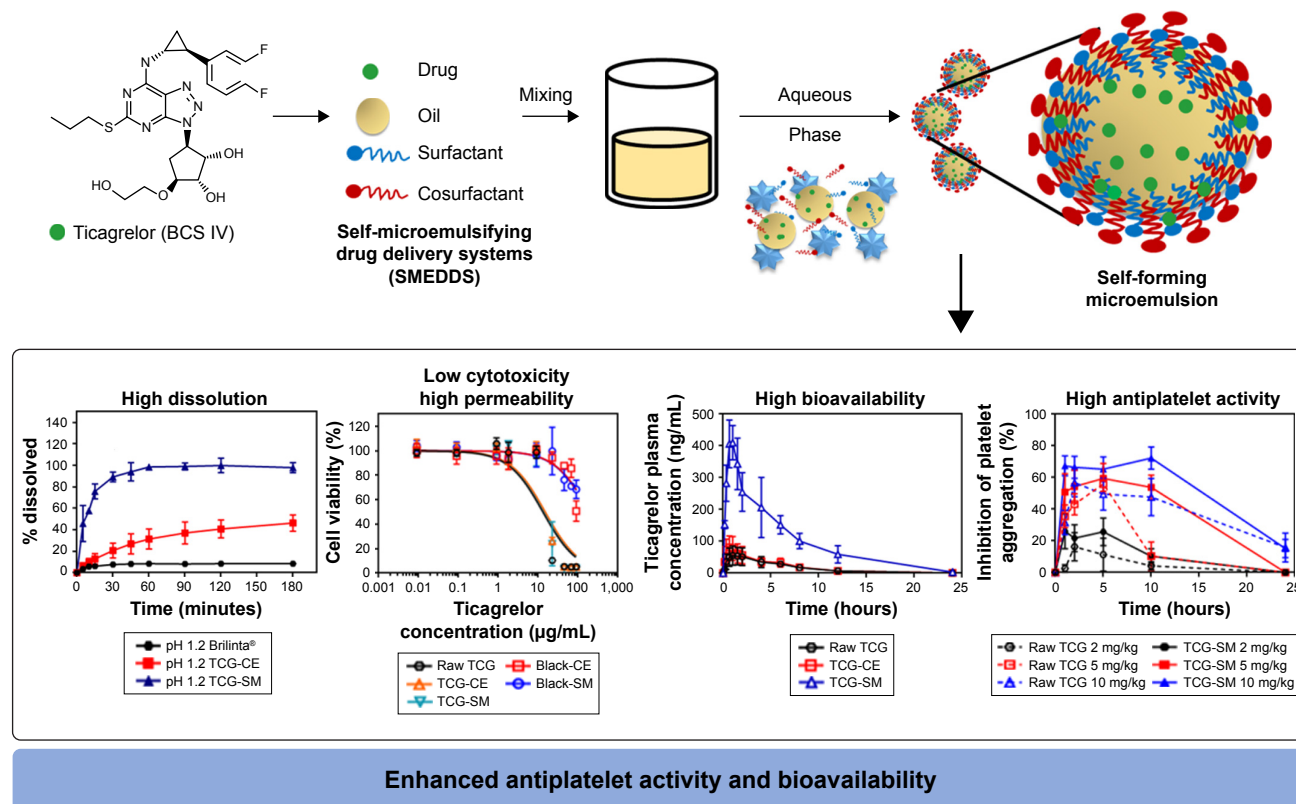 F
F
HN
N
N
N
N
N
S
OH
OH
HO
O
Ticagrelor (BCS IV)
Drug
Oil
Surfactant
Cosurfactant
Self-microemulsifying
drug delivery systems
(SMEDDS)
Mixing
Aqueous
Phase
Self-forming
microemulsion
High dissolution
% dissolved
140
120
100
80
60
40
20
0
0 30 60 90 120 150 180
Time (minutes)
pH 1.2 Brilinta®
pH 1.2 TCG-CE
pH 1.2 TCG-SM
Low cytotoxicity
high permeability
Cell viability (%)
120
100
80
60
40
20
0
0.001 0.01 0.1 1 10 100 1,000
Ticagrelor
concentration (µg/mL)
Raw TCG
TCG-CE
TCG-SM
Black-CE
Black-SM
High bioavailability
Ticagrelor plasma
concentration (ng/mL)
500
400
300
200
100
0
0 5 10 15 20 25
Time (hours)
Raw TCG
TCG-CE
TCG-SM
High antiplatelet activity
Inhibition of platelet
aggregation (%)
80
60
40
20
0
0 5 10 15 20 25
Time (hours)
Raw TCG 2 mg/kg
Raw TCG 5 mg/kg
Raw TCG 10 mg/kg
TCG-SM 2 mg/kg
TCG-SM 5 mg/kg
TCG-SM 10 mg/kg
Enhanced antiplatelet activity and bioavailability